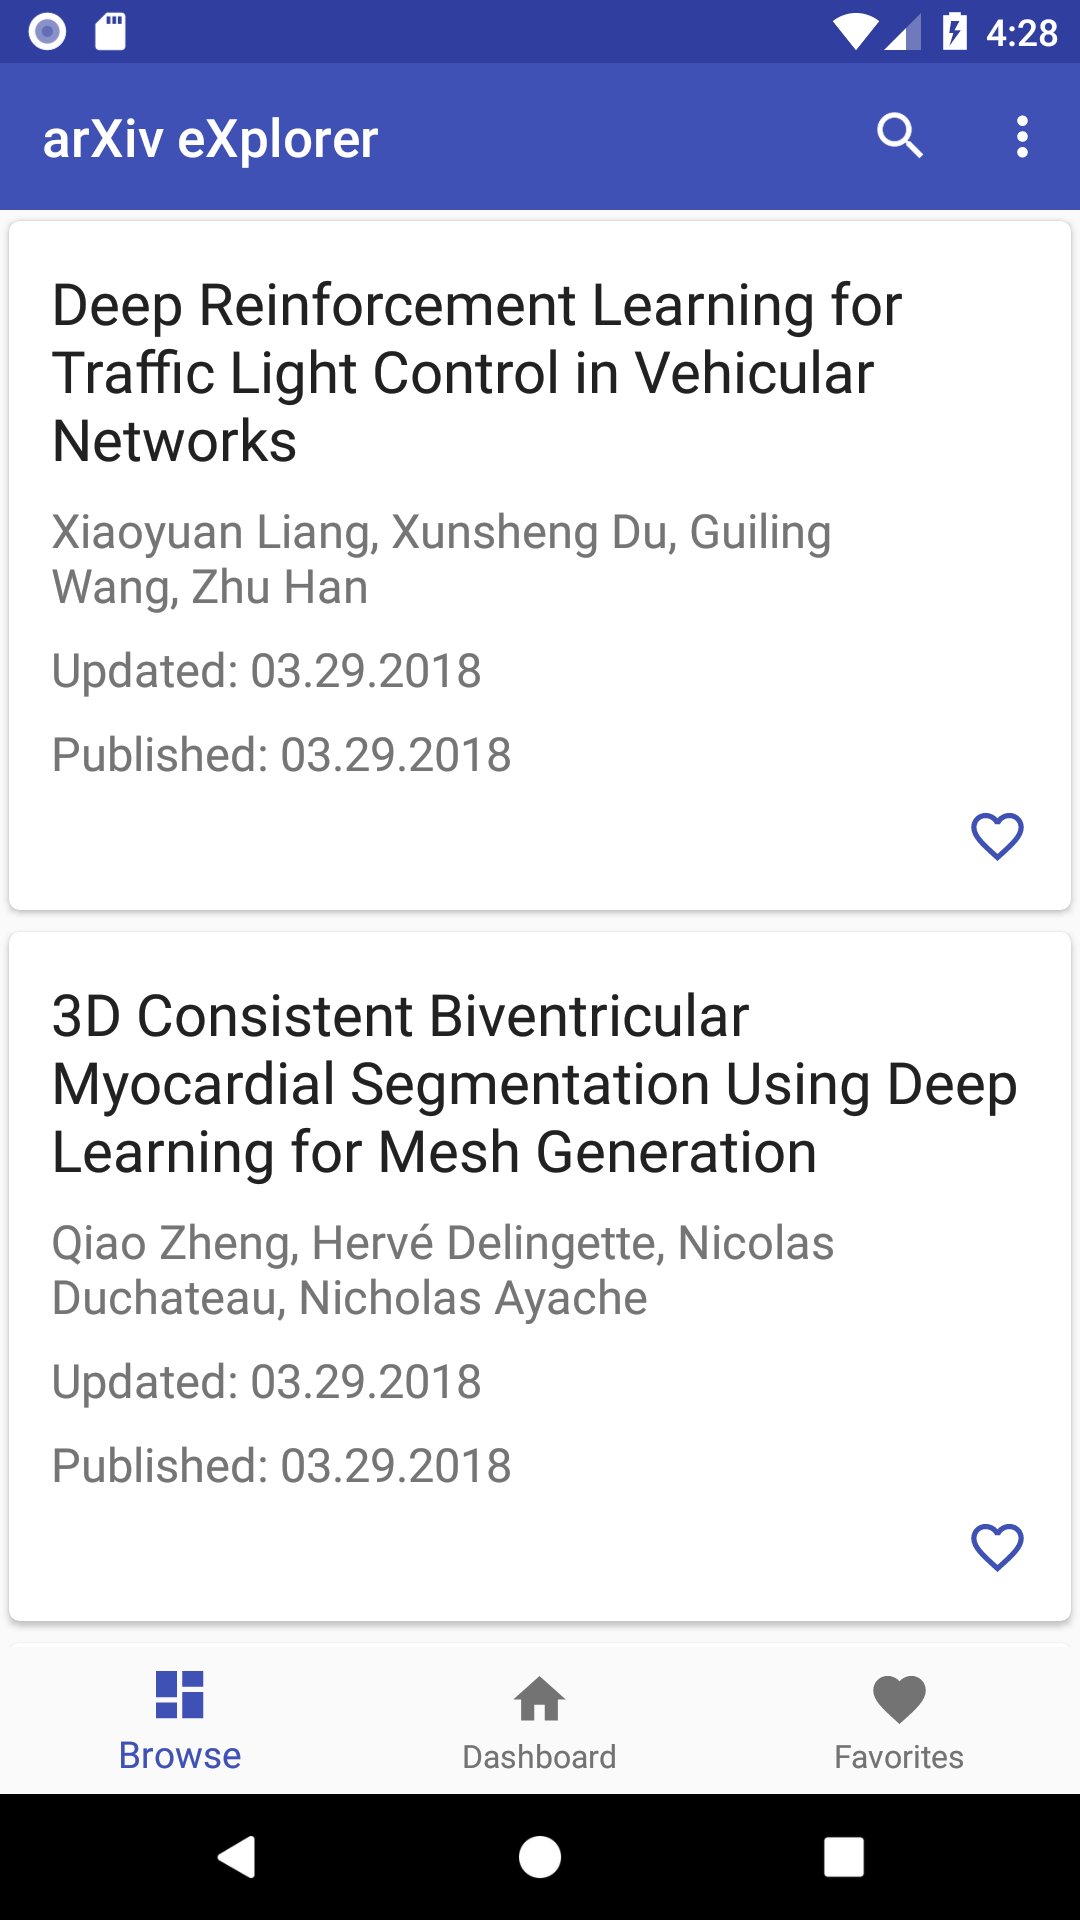 4:28
arXiv eXplorer
Deep Reinforcement Learning for
Traffic Light Control in Vehicular
Networks
Xiaoyuan Liang, Xunsheng Du, Guiling
Wang, Zhu Han
Updated: 03.29.2018
Published: 03.29.2018
3D Consistent Biventricular
Myocardial Segmentation Using Deep
Learning for Mesh Generation
Qiao Zheng, Hervé Delingette, Nicolas
Duchateau, Nicholas Ayache
Updated: 03.29.2018
Published: 03.29.2018
Browse
Dashboard
Favorites